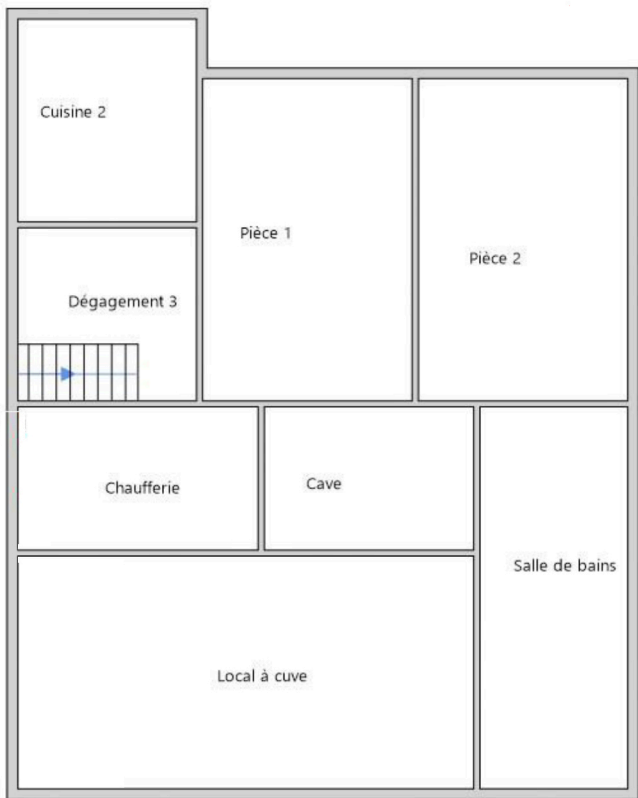 Cuisine 2
Pièce 1
Pièce 2
Dégagement 3
Chaufferie
Cave
Salle de bains
Local à cuve